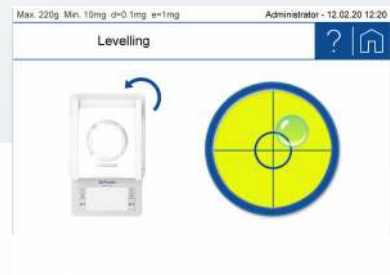 Max. 220g Min. 10mg d=0.1mg e=1mg
Administrator - 12.02.20 12:20
Levelling
?